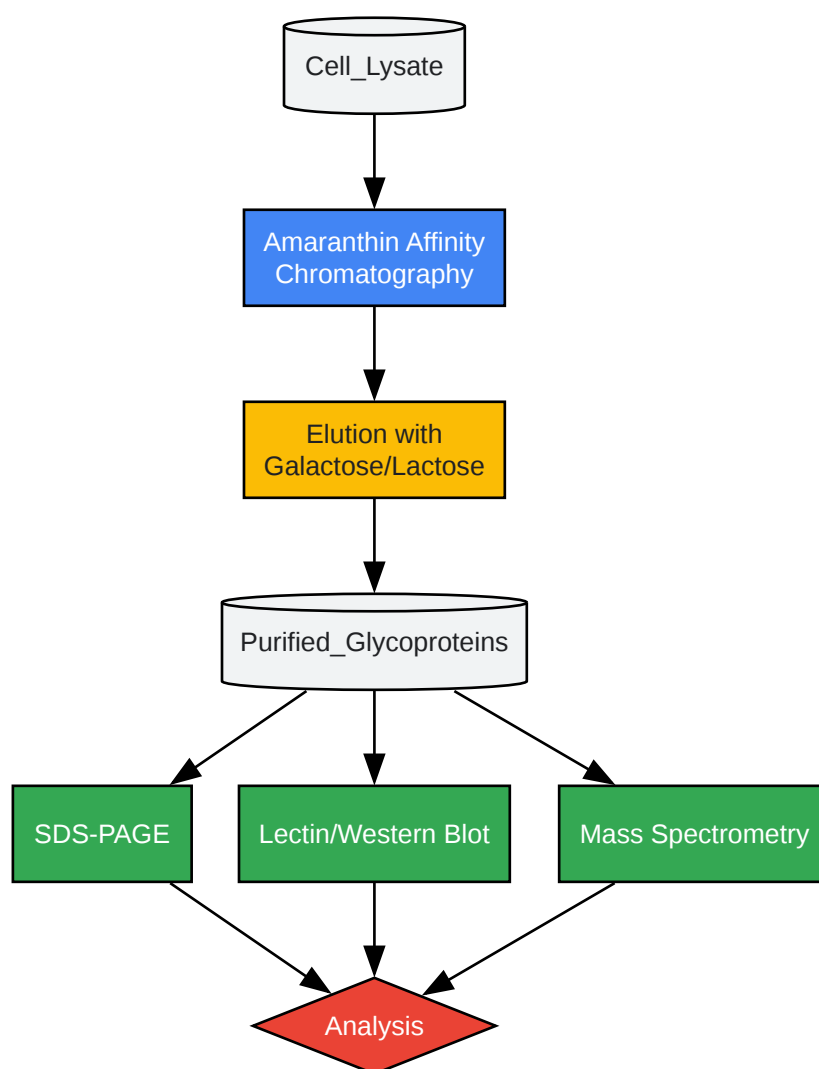 Cell_Lysate
Amaranthin Affinity
Chromatography
Elution with
Galactose/Lactose
Purified_Glycoproteins
SDS-PAGE
Lectin/Western Blot
Mass Spectrometry
Analysis